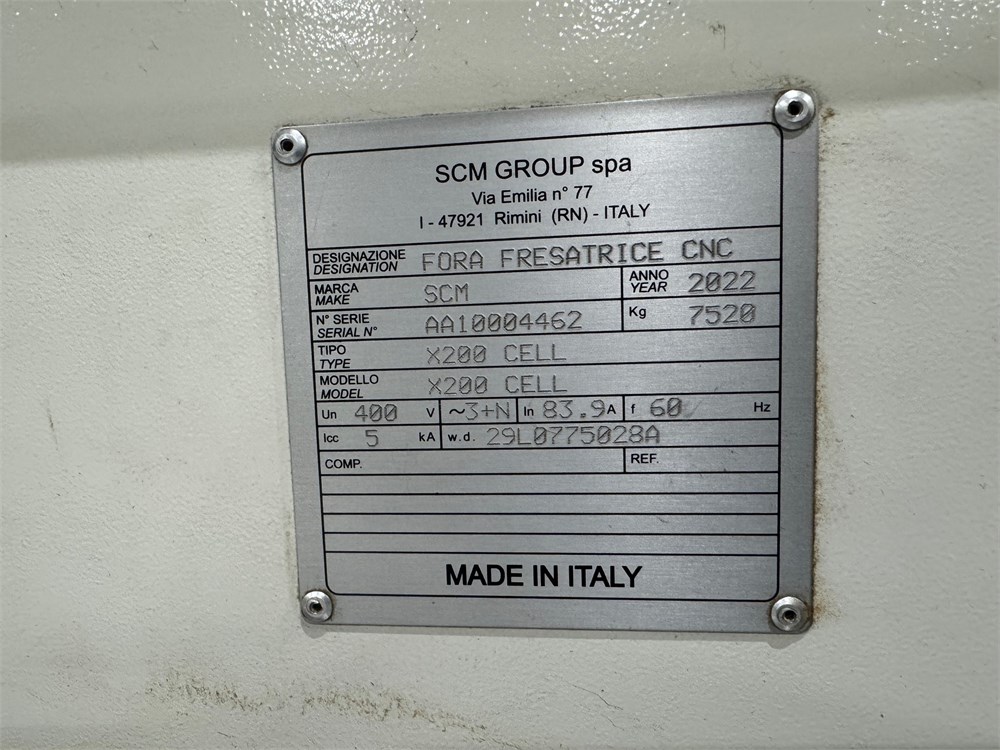 SCM GROUP spa
Via Emilia n° 77
I - 47921 Rimini (RN) - ITALY
DESIGNAZIONE
DESIGNATION FORA FRESATRICE CNC
MARCA
MAKE SCM
ANNO
YEAR 2022
N° SERIE
SERIAL N° AA10004462
Kg 7520
TIPO
TYPE X200 CELL
MODELLO
MODEL X200 CELL
Un 400 V ~3+N In 83.9A f 60 Hz
Icc 5 kA w.d. 29L0775028A
COMP. REF.
MADE IN ITALY